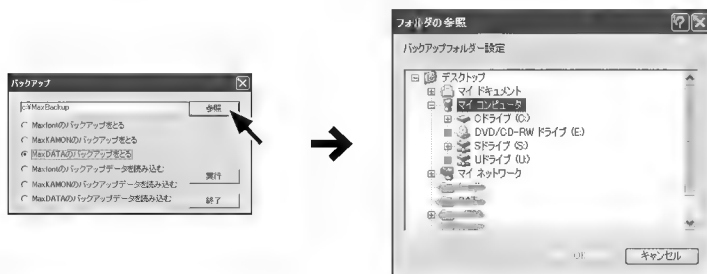 バックアップ
c:¥MaxBackup
参照
Maxfontのバックアップをとる
MaxKAMONのバックアップをとる
MaxDATAのバックアップをとる
Maxfontのバックアップデータを読み込む
MaxKAMONのバックアップデータを読み込む
MaxDATAのバックアップデータを読み込む
実行
終了
フォルダの参照
バックアップフォルダー設定
デスクトップ
マイ ドキュメント
マイ コンピュータ
Cドライブ (C:)
DVD/CD-RW ドライブ (E:)
Sドライブ (S:)
Uドライブ (U:)
マイ ネットワーク
OK
キャンセル